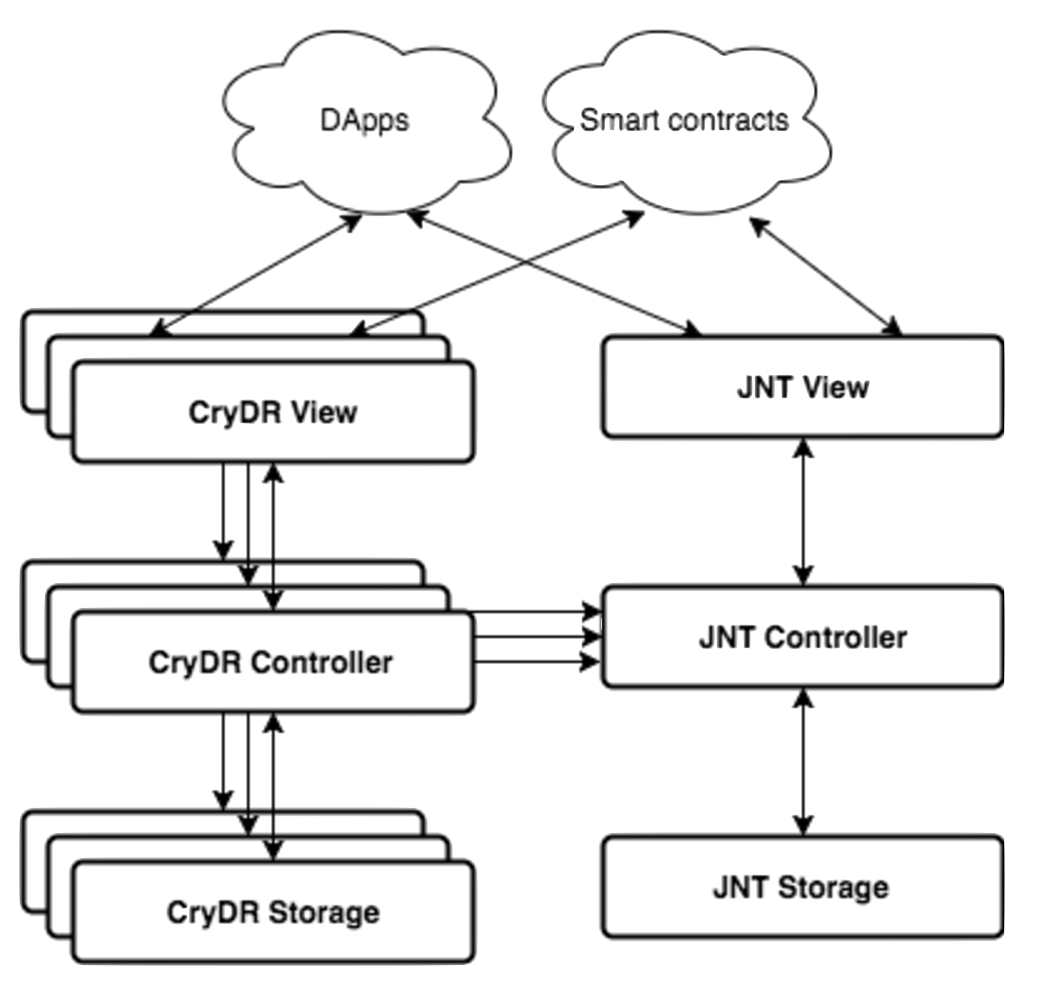 DApps
Smart contracts
CryDR View
JNT View
CryDR Controller
JNT Controller
CryDR Storage
JNT Storage